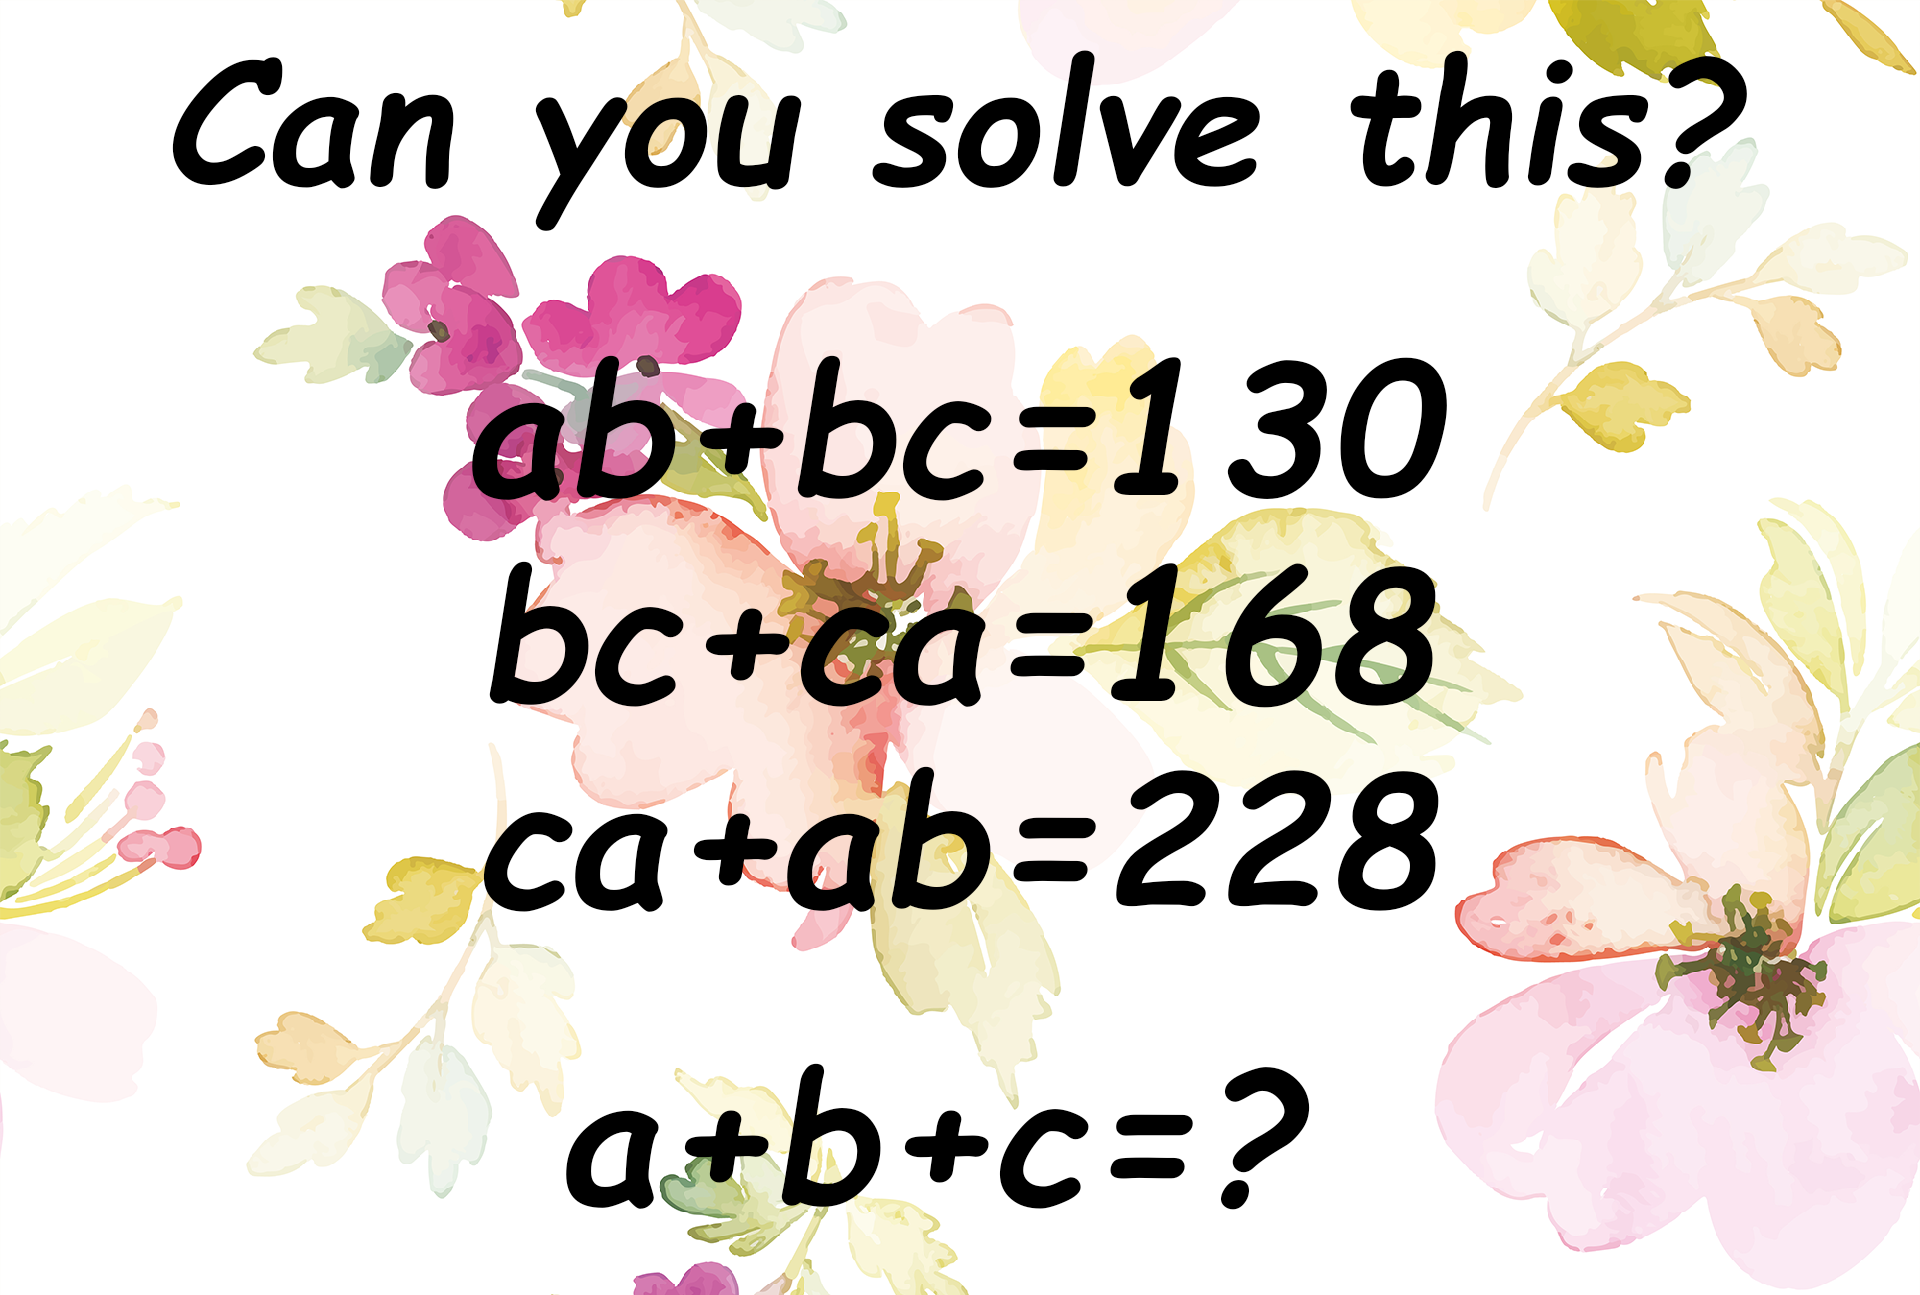 Can you solve this?
ab+bc=130
bc+ca=168
ca+ab=228
a+b+c=?